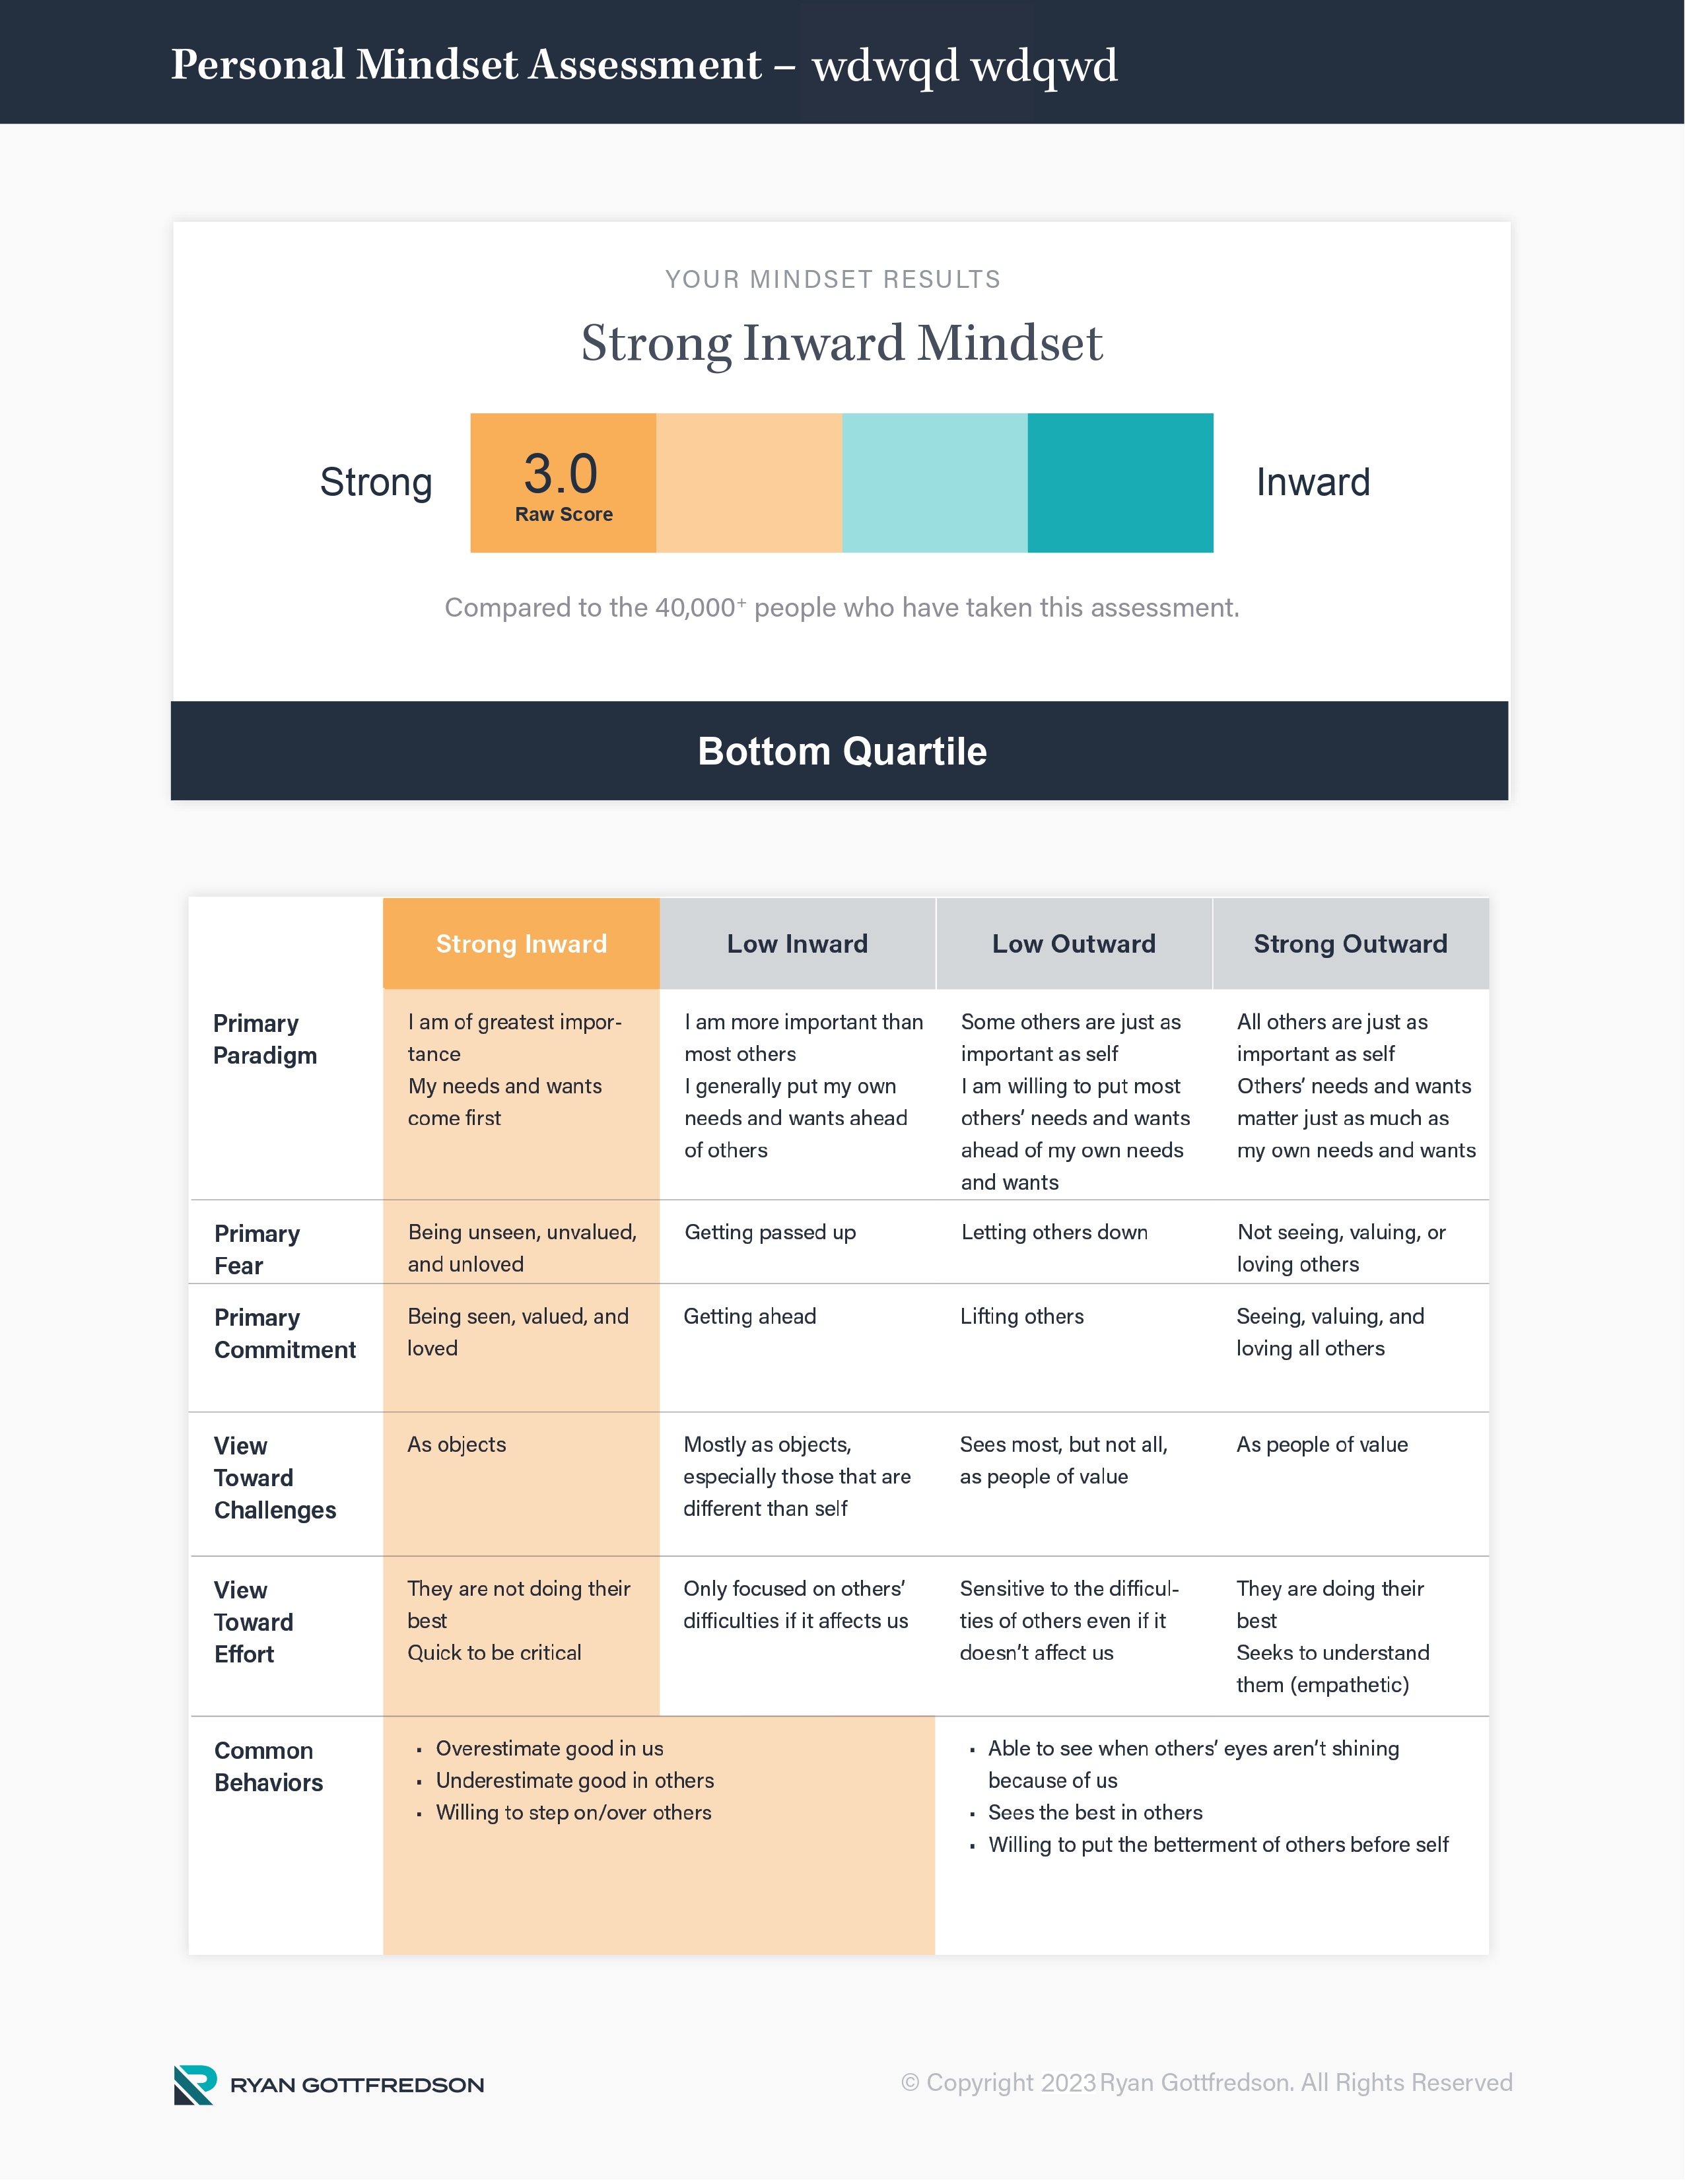 Personal Mindset Assessment – wdwqd wdqwd
YOUR MINDSET RESULTS
Strong Inward Mindset
Strong
3.0
Raw Score
Inward
Compared to the 40,000+ people who have taken this assessment.
Bottom Quartile
Strong Inward
Low Inward
Low Outward
Strong Outward
Primary
Paradigm
I am of greatest impor-
tance
My needs and wants
come first
I am more important than
most others
I generally put my own
needs and wants ahead
of others
Some others are just as
important as self
I am willing to put most
others’ needs and wants
ahead of my own needs
and wants
All others are just as
important as self
Others’ needs and wants
matter just as much as
my own needs and wants
Primary
Fear
Being unseen, unvalued,
and unloved
Getting passed up
Letting others down
Not seeing, valuing, or
loving others
Primary
Commitment
Being seen, valued, and
loved
Getting ahead
Lifting others
Seeing, valuing, and
loving all others
View
Toward
Challenges
As objects
Mostly as objects,
especially those that are
different than self
Sees most, but not all,
as people of value
As people of value
View
Toward
Effort
They are not doing their
best
Quick to be critical
Only focused on others’
difficulties if it affects us
Sensitive to the difficul-
ties of others even if it
doesn’t affect us
They are doing their
best
Seeks to understand
them (empathetic)
Common
Behaviors
• Overestimate good in us
• Underestimate good in others
• Willing to step on/over others
• Able to see when others’ eyes aren’t shining
because of us
• Sees the best in others
• Willing to put the betterment of others before self
RYAN GOTTFREDSON
© Copyright 2023 Ryan Gottfredson. All Rights Reserved